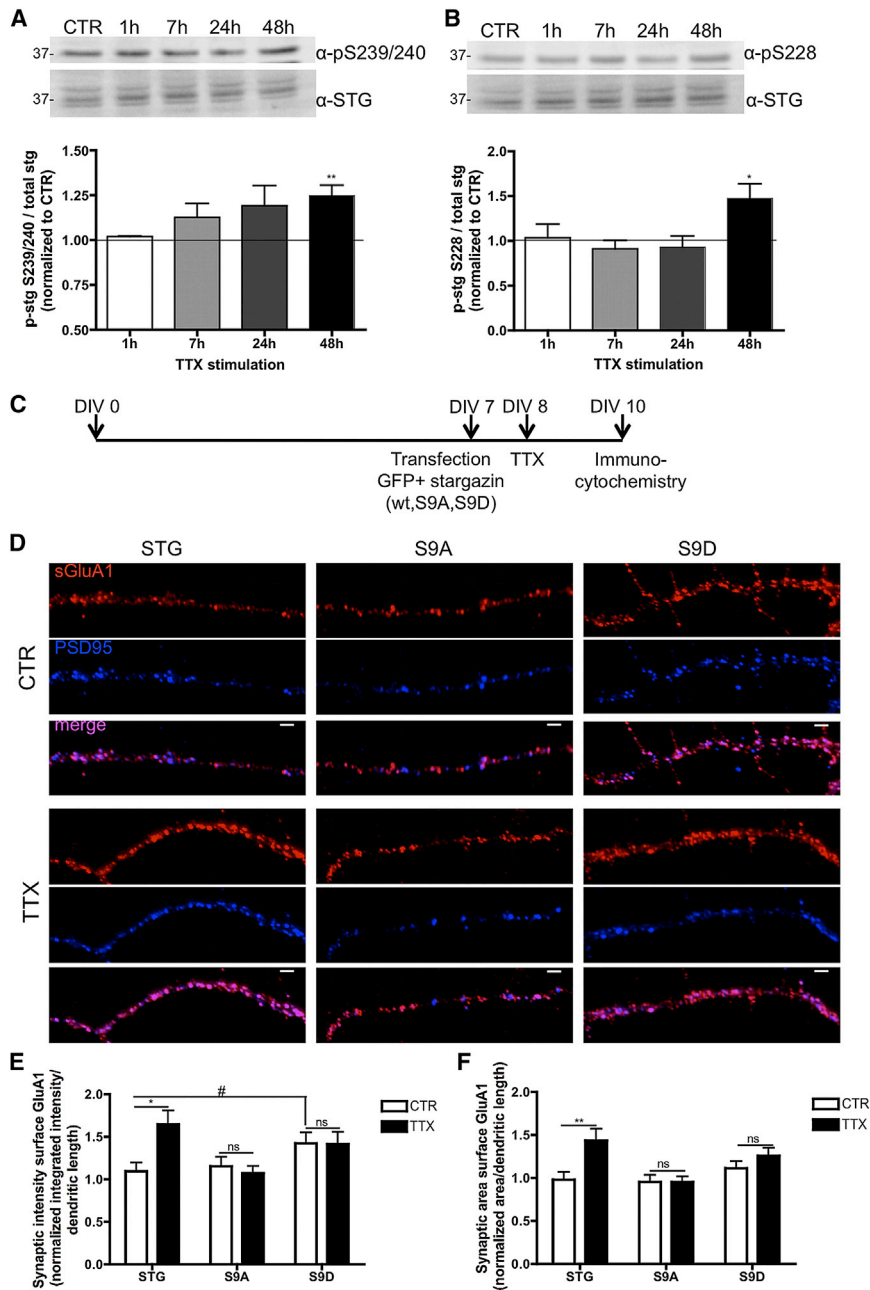 A
CTR 1h 7h 24h 48h
37- α-pS239/240
37- α-STG
p-stg S239/240 / total stg
(normalized to CTR)
1.50
1.25
1.00
0.75
0.50
**
1h 7h 24h 48h
TTX stimulation
B
CTR 1h 7h 24h 48h
37- α-pS228
37- α-STG
p-stg S228 / total stg
(normalized to CTR)
2.0
1.5
1.0
0.5
0.0
*
1h 7h 24h 48h
TTX stimulation
C
DIV 0 DIV 7 DIV 8 DIV 10
Transfection
GFP+ stargazin
(wt,S9A,S9D)
TTX
Immuno-
cytochemistry
D
STG S9A S9D
CTR
sGluA1
PSD95
merge
TTX
E
Synaptic intensity surface GluA1
(normalized integrated intensity/
dendritic length)
2.0
1.5
1.0
0.5
0.0
#
*
ns
ns
STG S9A S9D
CTR
TTX
F
Synaptic area surface GluA1
(normalized area/dendritic length)
2.0
1.5
1.0
0.5
0.0
**
ns
ns
STG S9A S9D
CTR
TTX